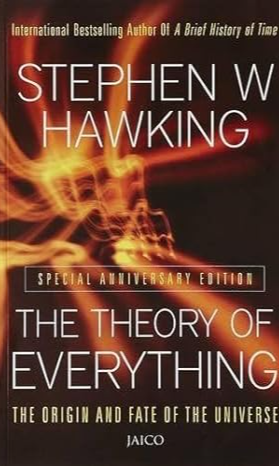 International Bestselling Author Of A Brief History of Time
STEPHEN W
HAWKING
SPECIAL ANNIVERSARY EDITION
THE THEORY OF
EVERYTHING
THE ORIGIN AND FATE OF THE UNIVERSE
JAICO